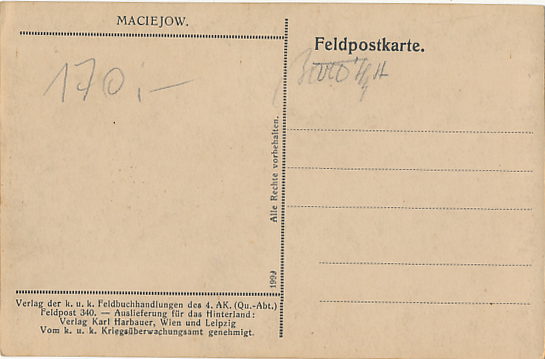 MACIEJOW.
Feldpostkarte.
170,-
Alle Rechte vorbehalten.
Verlag der k. u. k. Feldbuchhandlungen des 4. AK. (Qu.-Abt.)
Feldpost 340. — Auslieferung für das Hinterland:
Verlag Karl Harbauer, Wien und Leipzig
Vom k. u. k. Kriegsüberwachungsamt genehmigt.